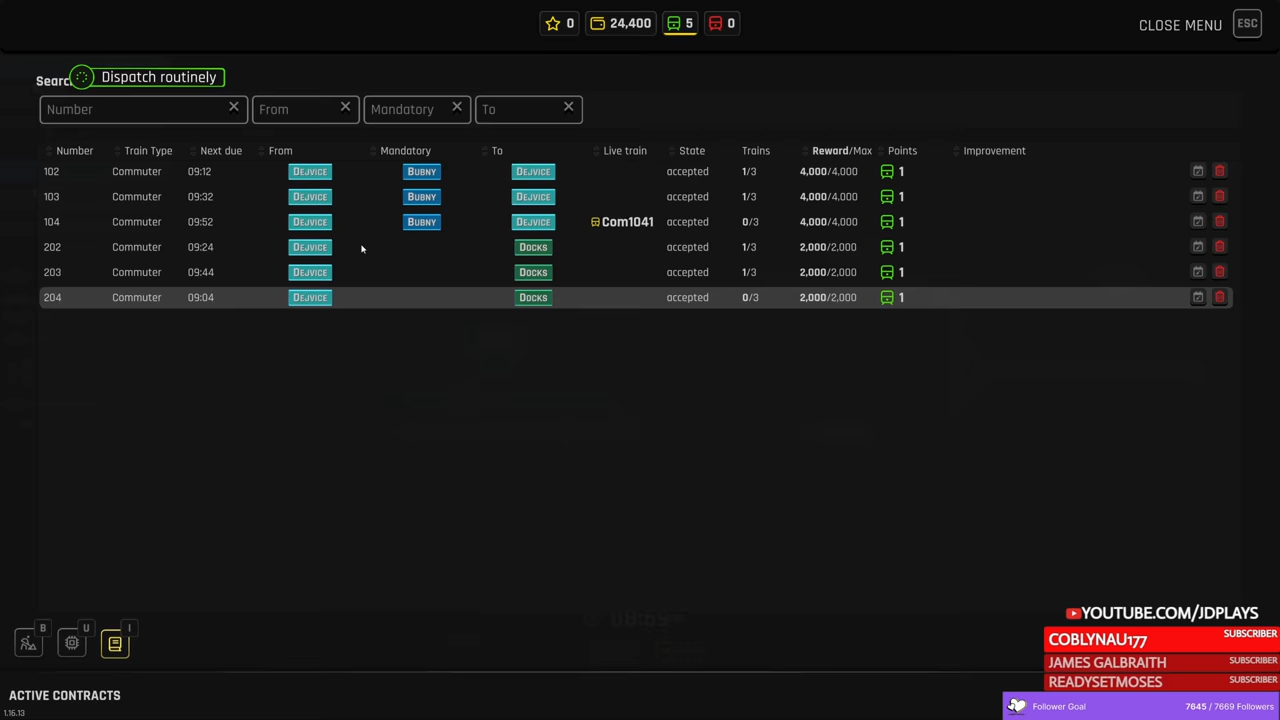 0 24,400 5 0 CLOSE MENU ESC
Dispatch routinely
Number From Mandatory To
Number Train Type Next due From Mandatory To Live train State Trains Reward/Max Points Improvement
102 Commuter 09:12 DEJVICE BUBNY DEJVICE accepted 1/3 4,000/4,000 1
103 Commuter 09:32 DEJVICE BUBNY DEJVICE accepted 1/3 4,000/4,000 1
104 Commuter 09:52 DEJVICE BUBNY DEJVICE Com1041 accepted 0/3 4,000/4,000 1
202 Commuter 09:24 DEJVICE DOCKS accepted 1/3 2,000/2,000 1
203 Commuter 09:44 DEJVICE DOCKS accepted 1/3 2,000/2,000 1
204 Commuter 09:04 DEJVICE DOCKS accepted 0/3 2,000/2,000 1
B U I
YOUTUBE.COM/JDPLAYS
COBLYNAU177 SUBSCRIBER
JAMES GALBRAITH SUBSCRIBER
READYSETMOSES SUBSCRIBER
ACTIVE CONTRACTS
Follower Goal 7645 / 7669 Followers
1.16.13